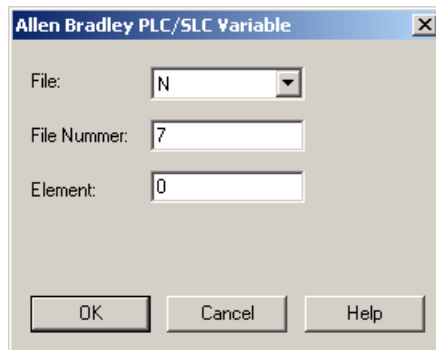 Allen Bradley PLC/SLC Variable
File: N
File Nummer: 7
Element: 0
OK Cancel Help